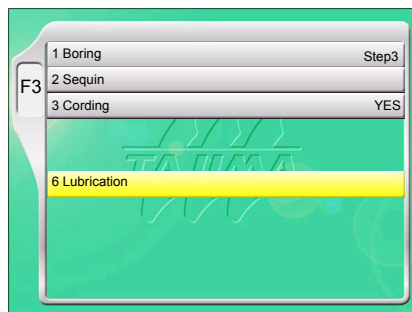 F3
1 Boring Step3
2 Sequin
3 Cording YES
TAJIMA
6 Lubrication